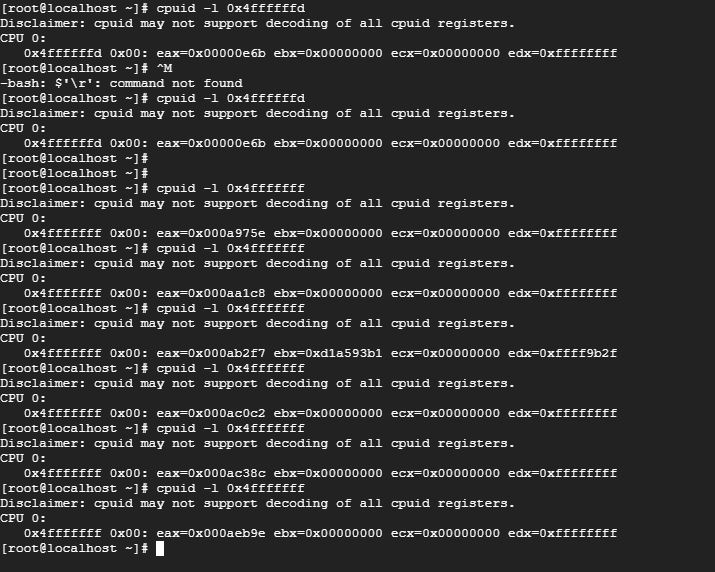 [root@localhost ~]# cpuid -l 0x4ffffffd
Disclaimer: cpuid may not support decoding of all cpuid registers.
CPU 0:
   0x4ffffffd 0x00: eax=0x00000e6b ebx=0x00000000 ecx=0x00000000 edx=0xffffffff
[root@localhost ~]# ^M
-bash: $'\r': command not found
[root@localhost ~]# cpuid -l 0x4ffffffd
Disclaimer: cpuid may not support decoding of all cpuid registers.
CPU 0:
   0x4ffffffd 0x00: eax=0x00000e6b ebx=0x00000000 ecx=0x00000000 edx=0xffffffff
[root@localhost ~]#
[root@localhost ~]#
[root@localhost ~]# cpuid -l 0x4fffffff
Disclaimer: cpuid may not support decoding of all cpuid registers.
CPU 0:
   0x4fffffff 0x00: eax=0x000a975e ebx=0x00000000 ecx=0x00000000 edx=0xffffffff
[root@localhost ~]# cpuid -l 0x4fffffff
Disclaimer: cpuid may not support decoding of all cpuid registers.
CPU 0:
   0x4fffffff 0x00: eax=0x000aa1c8 ebx=0x00000000 ecx=0x00000000 edx=0xffffffff
[root@localhost ~]# cpuid -l 0x4fffffff
Disclaimer: cpuid may not support decoding of all cpuid registers.
CPU 0:
   0x4fffffff 0x00: eax=0x000ab2f7 ebx=0xd1a593b1 ecx=0x00000000 edx=0xffff9b2f
[root@localhost ~]# cpuid -l 0x4fffffff
Disclaimer: cpuid may not support decoding of all cpuid registers.
CPU 0:
   0x4fffffff 0x00: eax=0x000ac0c2 ebx=0x00000000 ecx=0x00000000 edx=0xffffffff
[root@localhost ~]# cpuid -l 0x4fffffff
Disclaimer: cpuid may not support decoding of all cpuid registers.
CPU 0:
   0x4fffffff 0x00: eax=0x000ac38c ebx=0x00000000 ecx=0x00000000 edx=0xffffffff
[root@localhost ~]# cpuid -l 0x4fffffff
Disclaimer: cpuid may not support decoding of all cpuid registers.
CPU 0:
   0x4fffffff 0x00: eax=0x000aeb9e ebx=0x00000000 ecx=0x00000000 edx=0xffffffff
[root@localhost ~]#